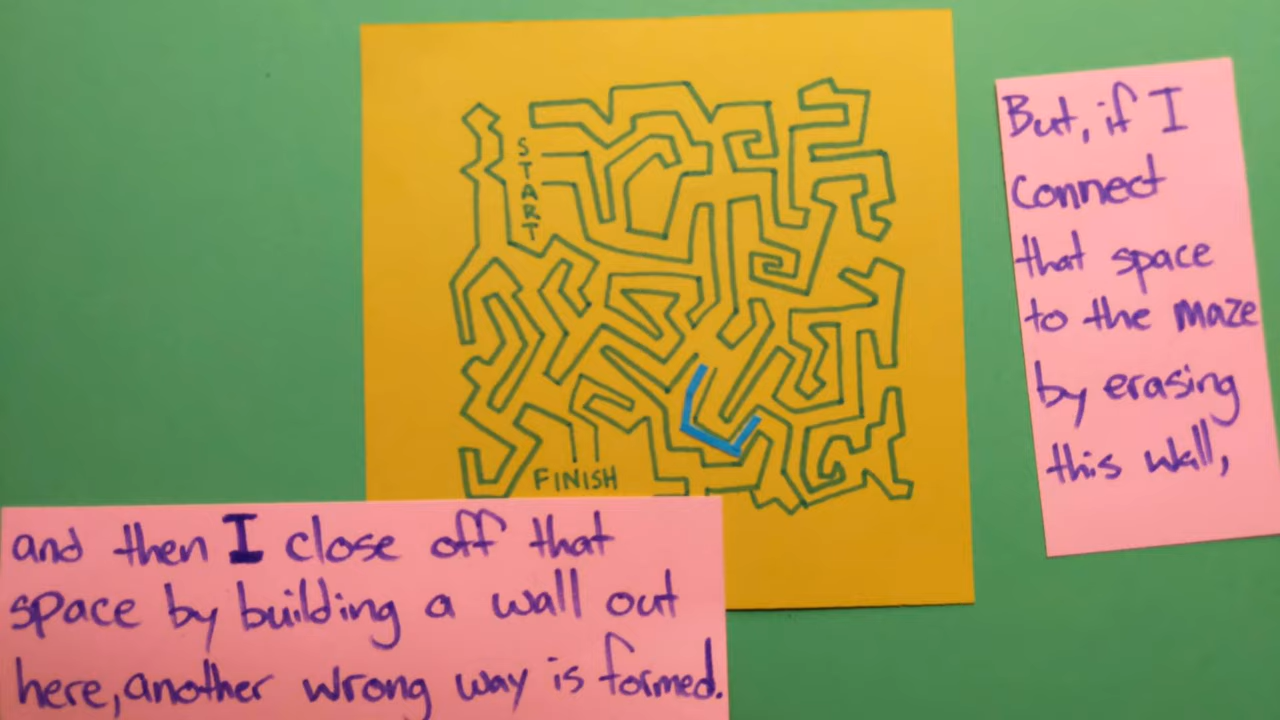 START
FINISH
But, if I
connect
that space
to the maze
by erasing
this wall,
and then I close off that
space by building a wall out
here, another wrong way is formed.